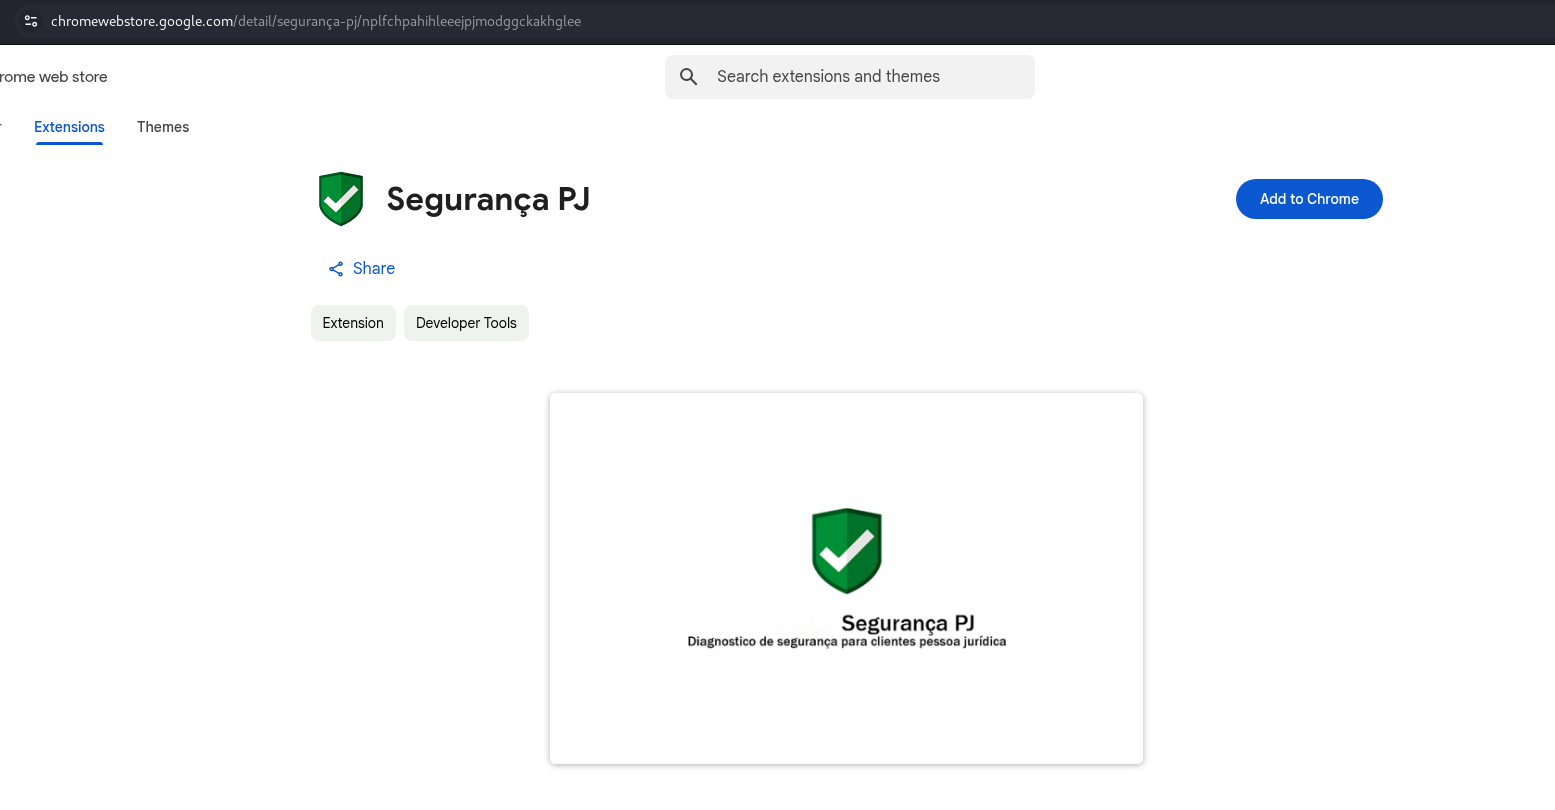 chromewebstore.google.com/detail/segurança-pj/nplfchpahihleeejpjmodggckakhglee
rome web store
Search extensions and themes
Extensions
Themes
Segurança PJ
Add to Chrome
Share
Extension
Developer Tools
Segurança PJ
Diagnostico de segurança para clientes pessoa jurídica